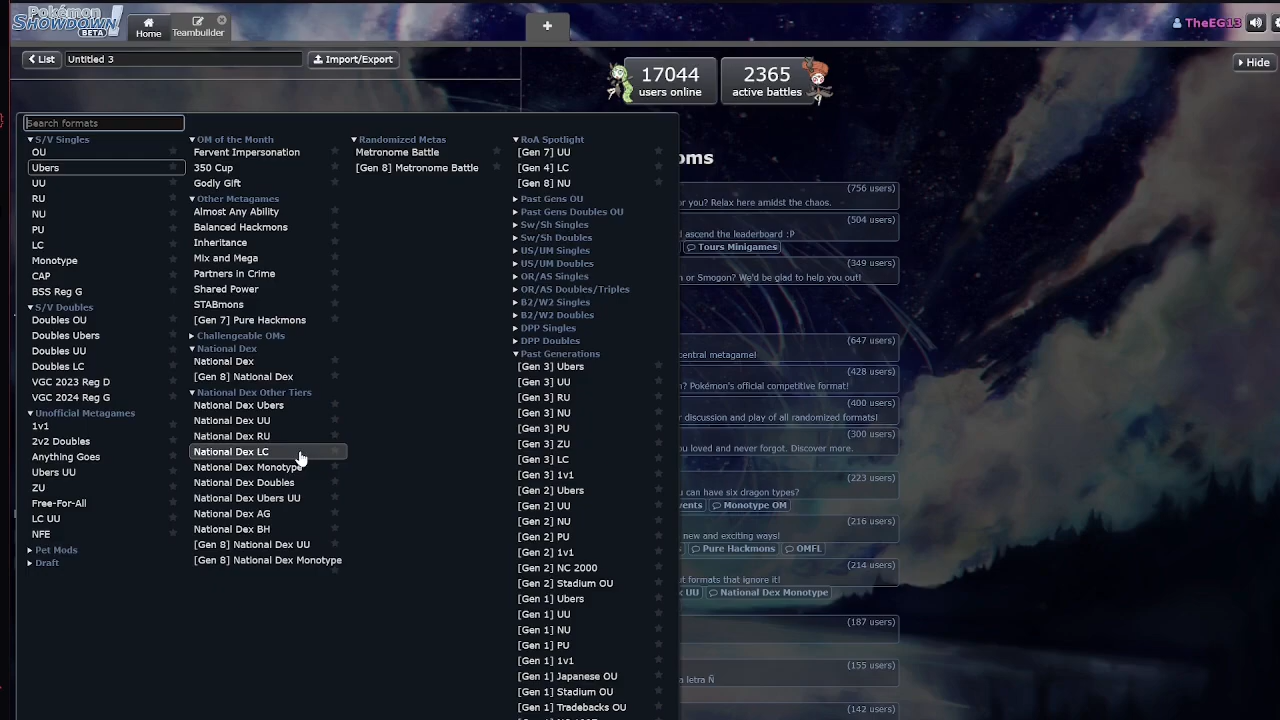 Pokémon
SHOWDOWN!
BETA
Home
Teambuilder
+
TheEG13
List
Untitled 3
Import/Export
17044
users online
2365
active battles
Hide
Search formats
S/V Singles
OU
Ubers
UU
RU
NU
PU
LC
Monotype
CAP
BSS Reg G
S/V Doubles
Doubles OU
Doubles Ubers
Doubles UU
Doubles LC
VGC 2023 Reg D
VGC 2024 Reg G
Unofficial Metagames
1v1
2v2 Doubles
Anything Goes
Ubers UU
ZU
Free-For-All
LC UU
NFE
Pet Mods
Draft
OM of the Month
Fervent Impersonation
350 Cup
Godly Gift
Other Metagames
Almost Any Ability
Balanced Hackmons
Inheritance
Mix and Mega
Partners in Crime
Shared Power
STABmons
[Gen 7] Pure Hackmons
Challengeable OMs
National Dex
National Dex
[Gen 8] National Dex
National Dex Other Tiers
National Dex Ubers
National Dex UU
National Dex RU
National Dex LC
National Dex Monotype
National Dex Doubles
National Dex Ubers UU
National Dex AG
National Dex BH
[Gen 8] National Dex UU
[Gen 8] National Dex Monotype
Randomized Metas
Metronome Battle
[Gen 8] Metronome Battle
RoA Spotlight
[Gen 7] UU
[Gen 4] LC
[Gen 8] NU
Past Gens OU
Past Gens Doubles OU
Sw/Sh Singles
Sw/Sh Doubles
US/UM Singles
US/UM Doubles
OR/AS Singles
OR/AS Doubles/Triples
B2/W2 Singles
B2/W2 Doubles
DPP Singles
DPP Doubles
Past Generations
[Gen 3] Ubers
[Gen 3] UU
[Gen 3] RU
[Gen 3] NU
[Gen 3] PU
[Gen 3] ZU
[Gen 3] LC
[Gen 3] 1v1
[Gen 2] Ubers
[Gen 2] UU
[Gen 2] NU
[Gen 2] PU
[Gen 2] 1v1
[Gen 2] NC 2000
[Gen 2] Stadium OU
[Gen 1] Ubers
[Gen 1] UU
[Gen 1] NU
[Gen 1] PU
[Gen 1] 1v1
[Gen 1] Japanese OU
[Gen 1] Stadium OU
[Gen 1] Tradebacks OU
oms
(756 users)
or you? Relax here amidst the chaos.
(504 users)
ascend the leaderboard :P
Tours Minigames
(349 users)
or Smogon? We'd be glad to help you out!
(647 users)
central metagame!
(428 users)
? Pokémon's official competitive format!
(400 users)
discussion and play of all randomized formats!
(300 users)
u loved and never forgot. Discover more.
(223 users)
u can have six dragon types?
vents
Monotype OM
(216 users)
new and exciting ways!
Pure Hackmons
OMFL
(214 users)
t formats that ignore it!
x UU
National Dex Monotype
(187 users)
(155 users)
a letra Ñ
(142 users)